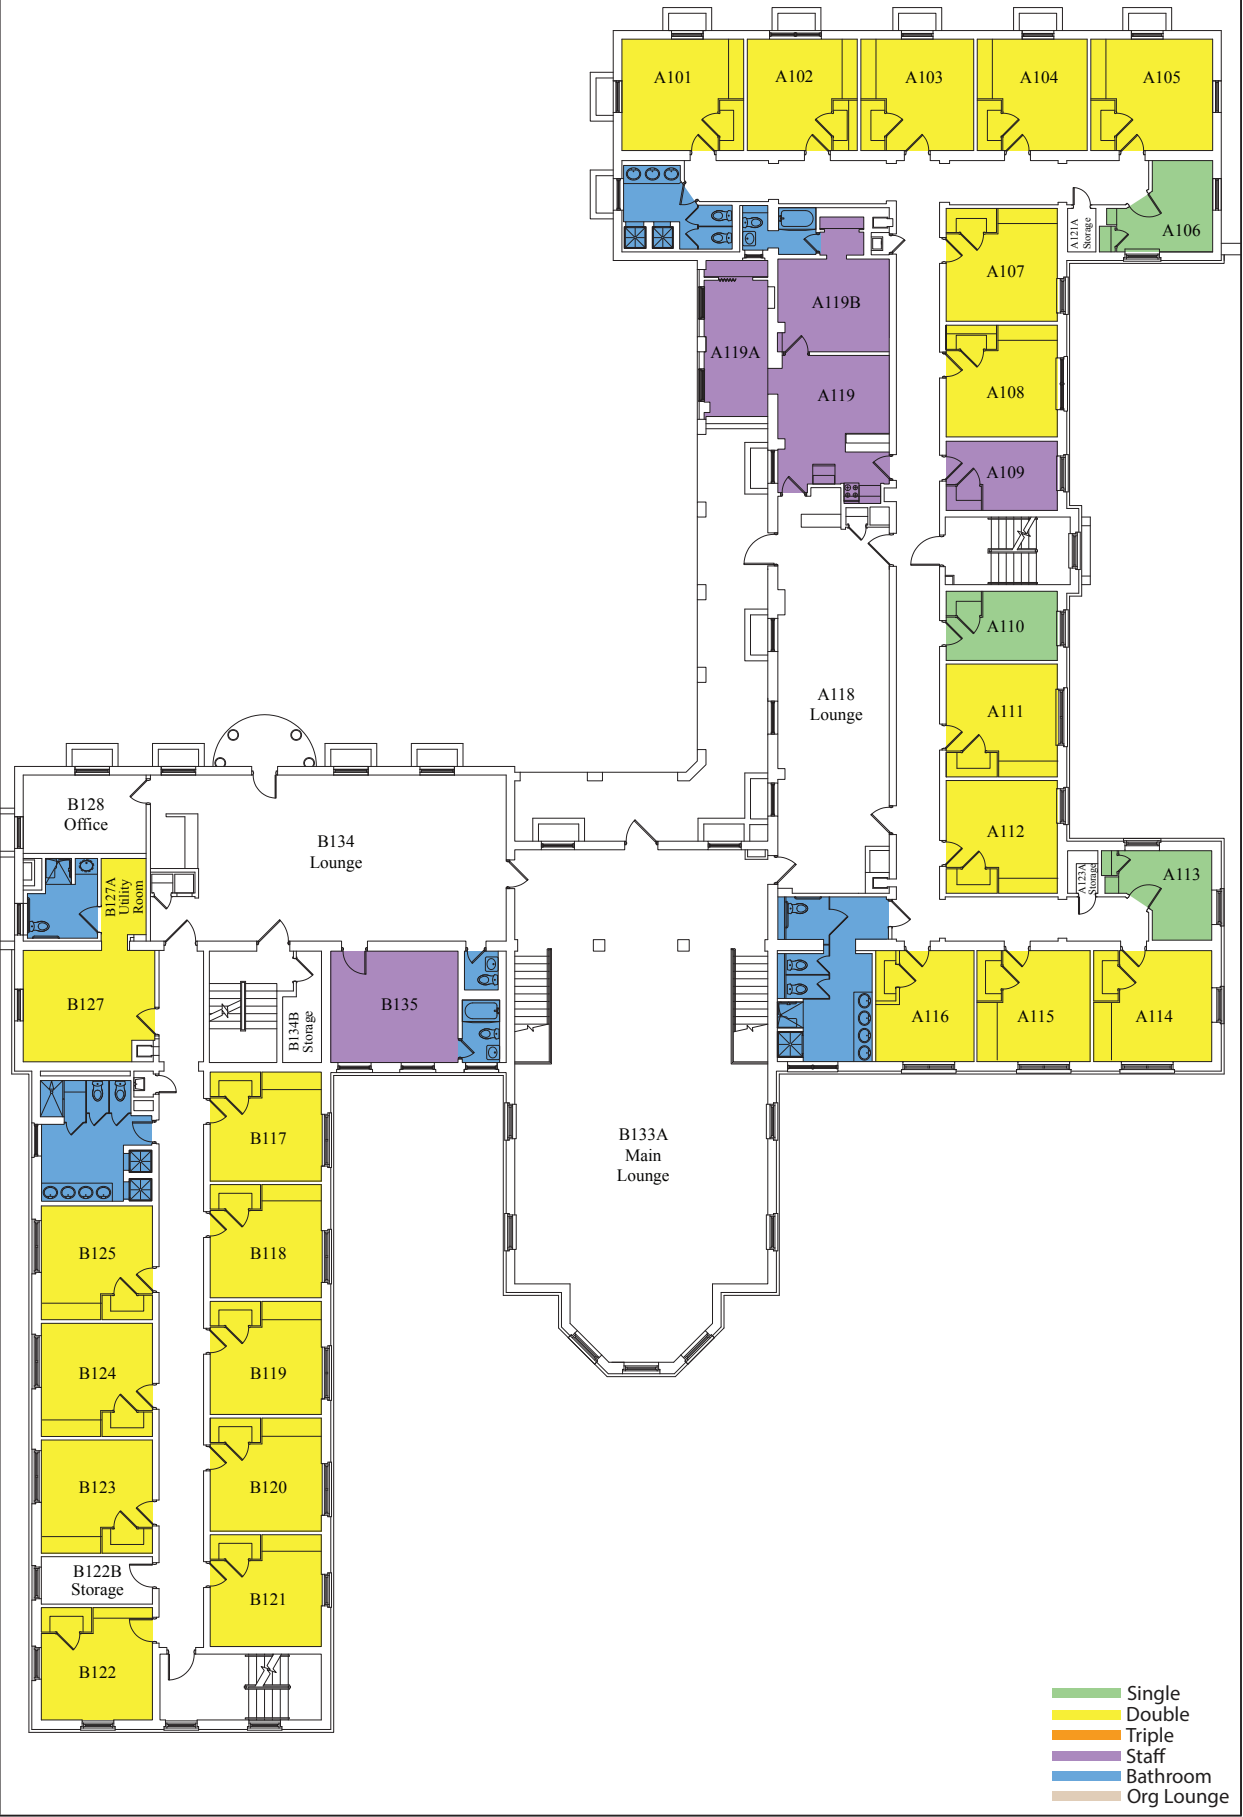 A101
A102
A103
A104
A105
A121A
Storage
A106
A107
A119B
A119A
A108
A119
A109
A110
A118
Lounge
A111
A112
A123A
Storage
A113
B128
Office
B134
Lounge
B127A
Utility
Room
B127
B134B
Storage
B135
A116
A115
A114
B117
B133A
Main
Lounge
B125
B118
B124
B119
B123
B120
B122B
Storage
B121
B122
Single
Double
Triple
Staff
Bathroom
Org Lounge